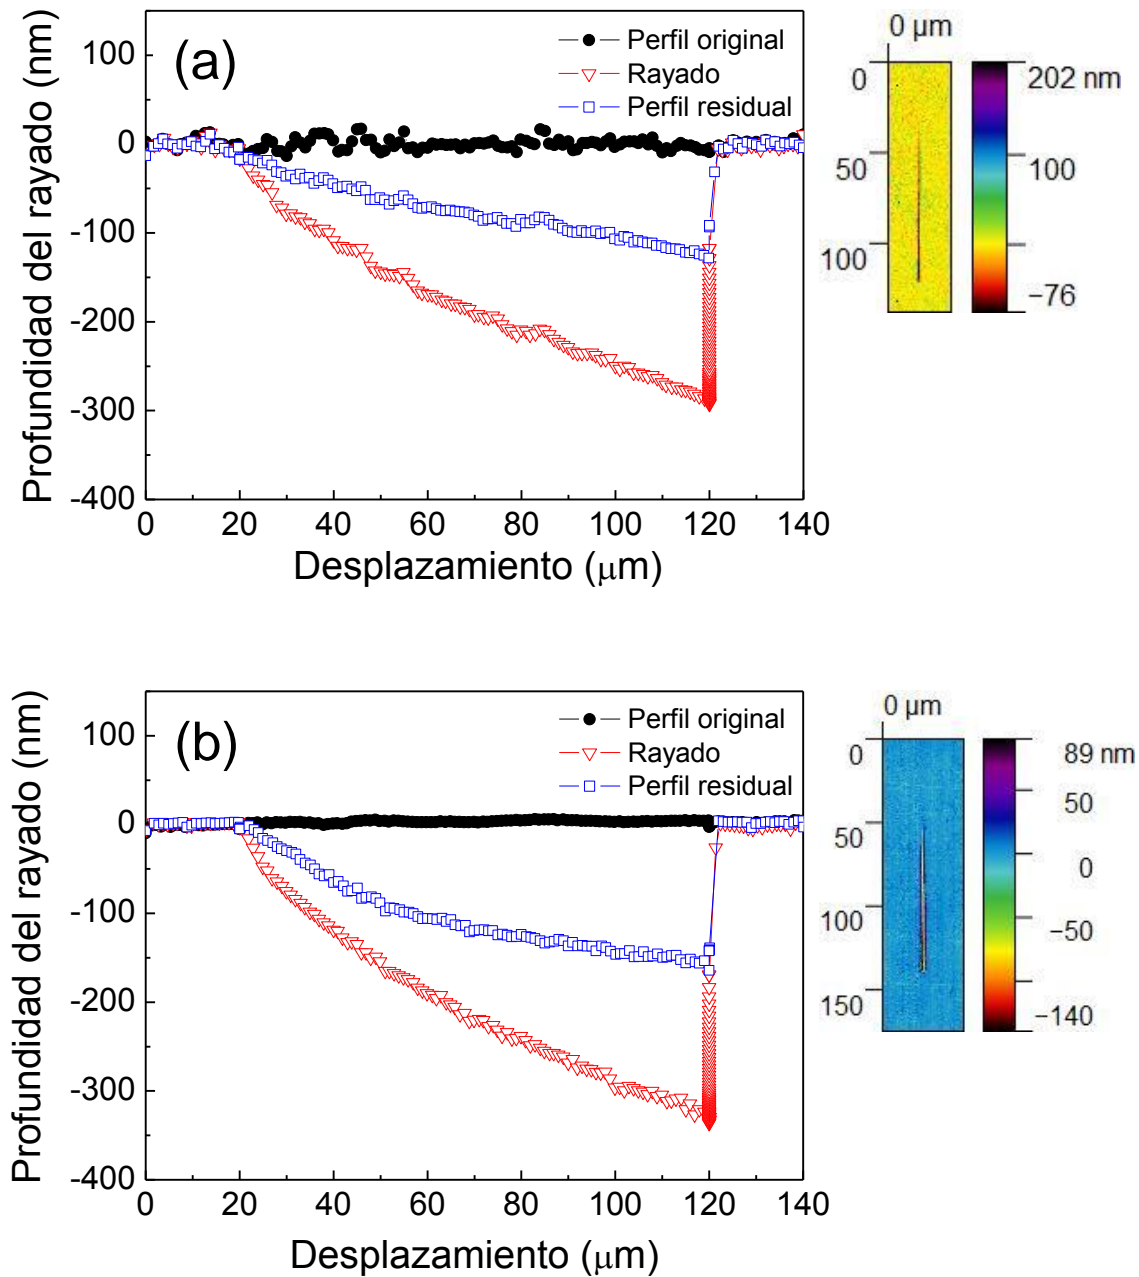 (a)
Perfil original
Rayado
Perfil residual
Profundidad del rayado (nm)
100
0
-100
-200
-300
-400
0 20 40 60 80 100 120 140
Desplazamiento (μm)
0 μm
0
50
100
202 nm
100
−76
(b)
Perfil original
Rayado
Perfil residual
Profundidad del rayado (nm)
100
0
-100
-200
-300
-400
0 20 40 60 80 100 120 140
Desplazamiento (μm)
0 μm
0
50
100
150
89 nm
50
0
−50
−140